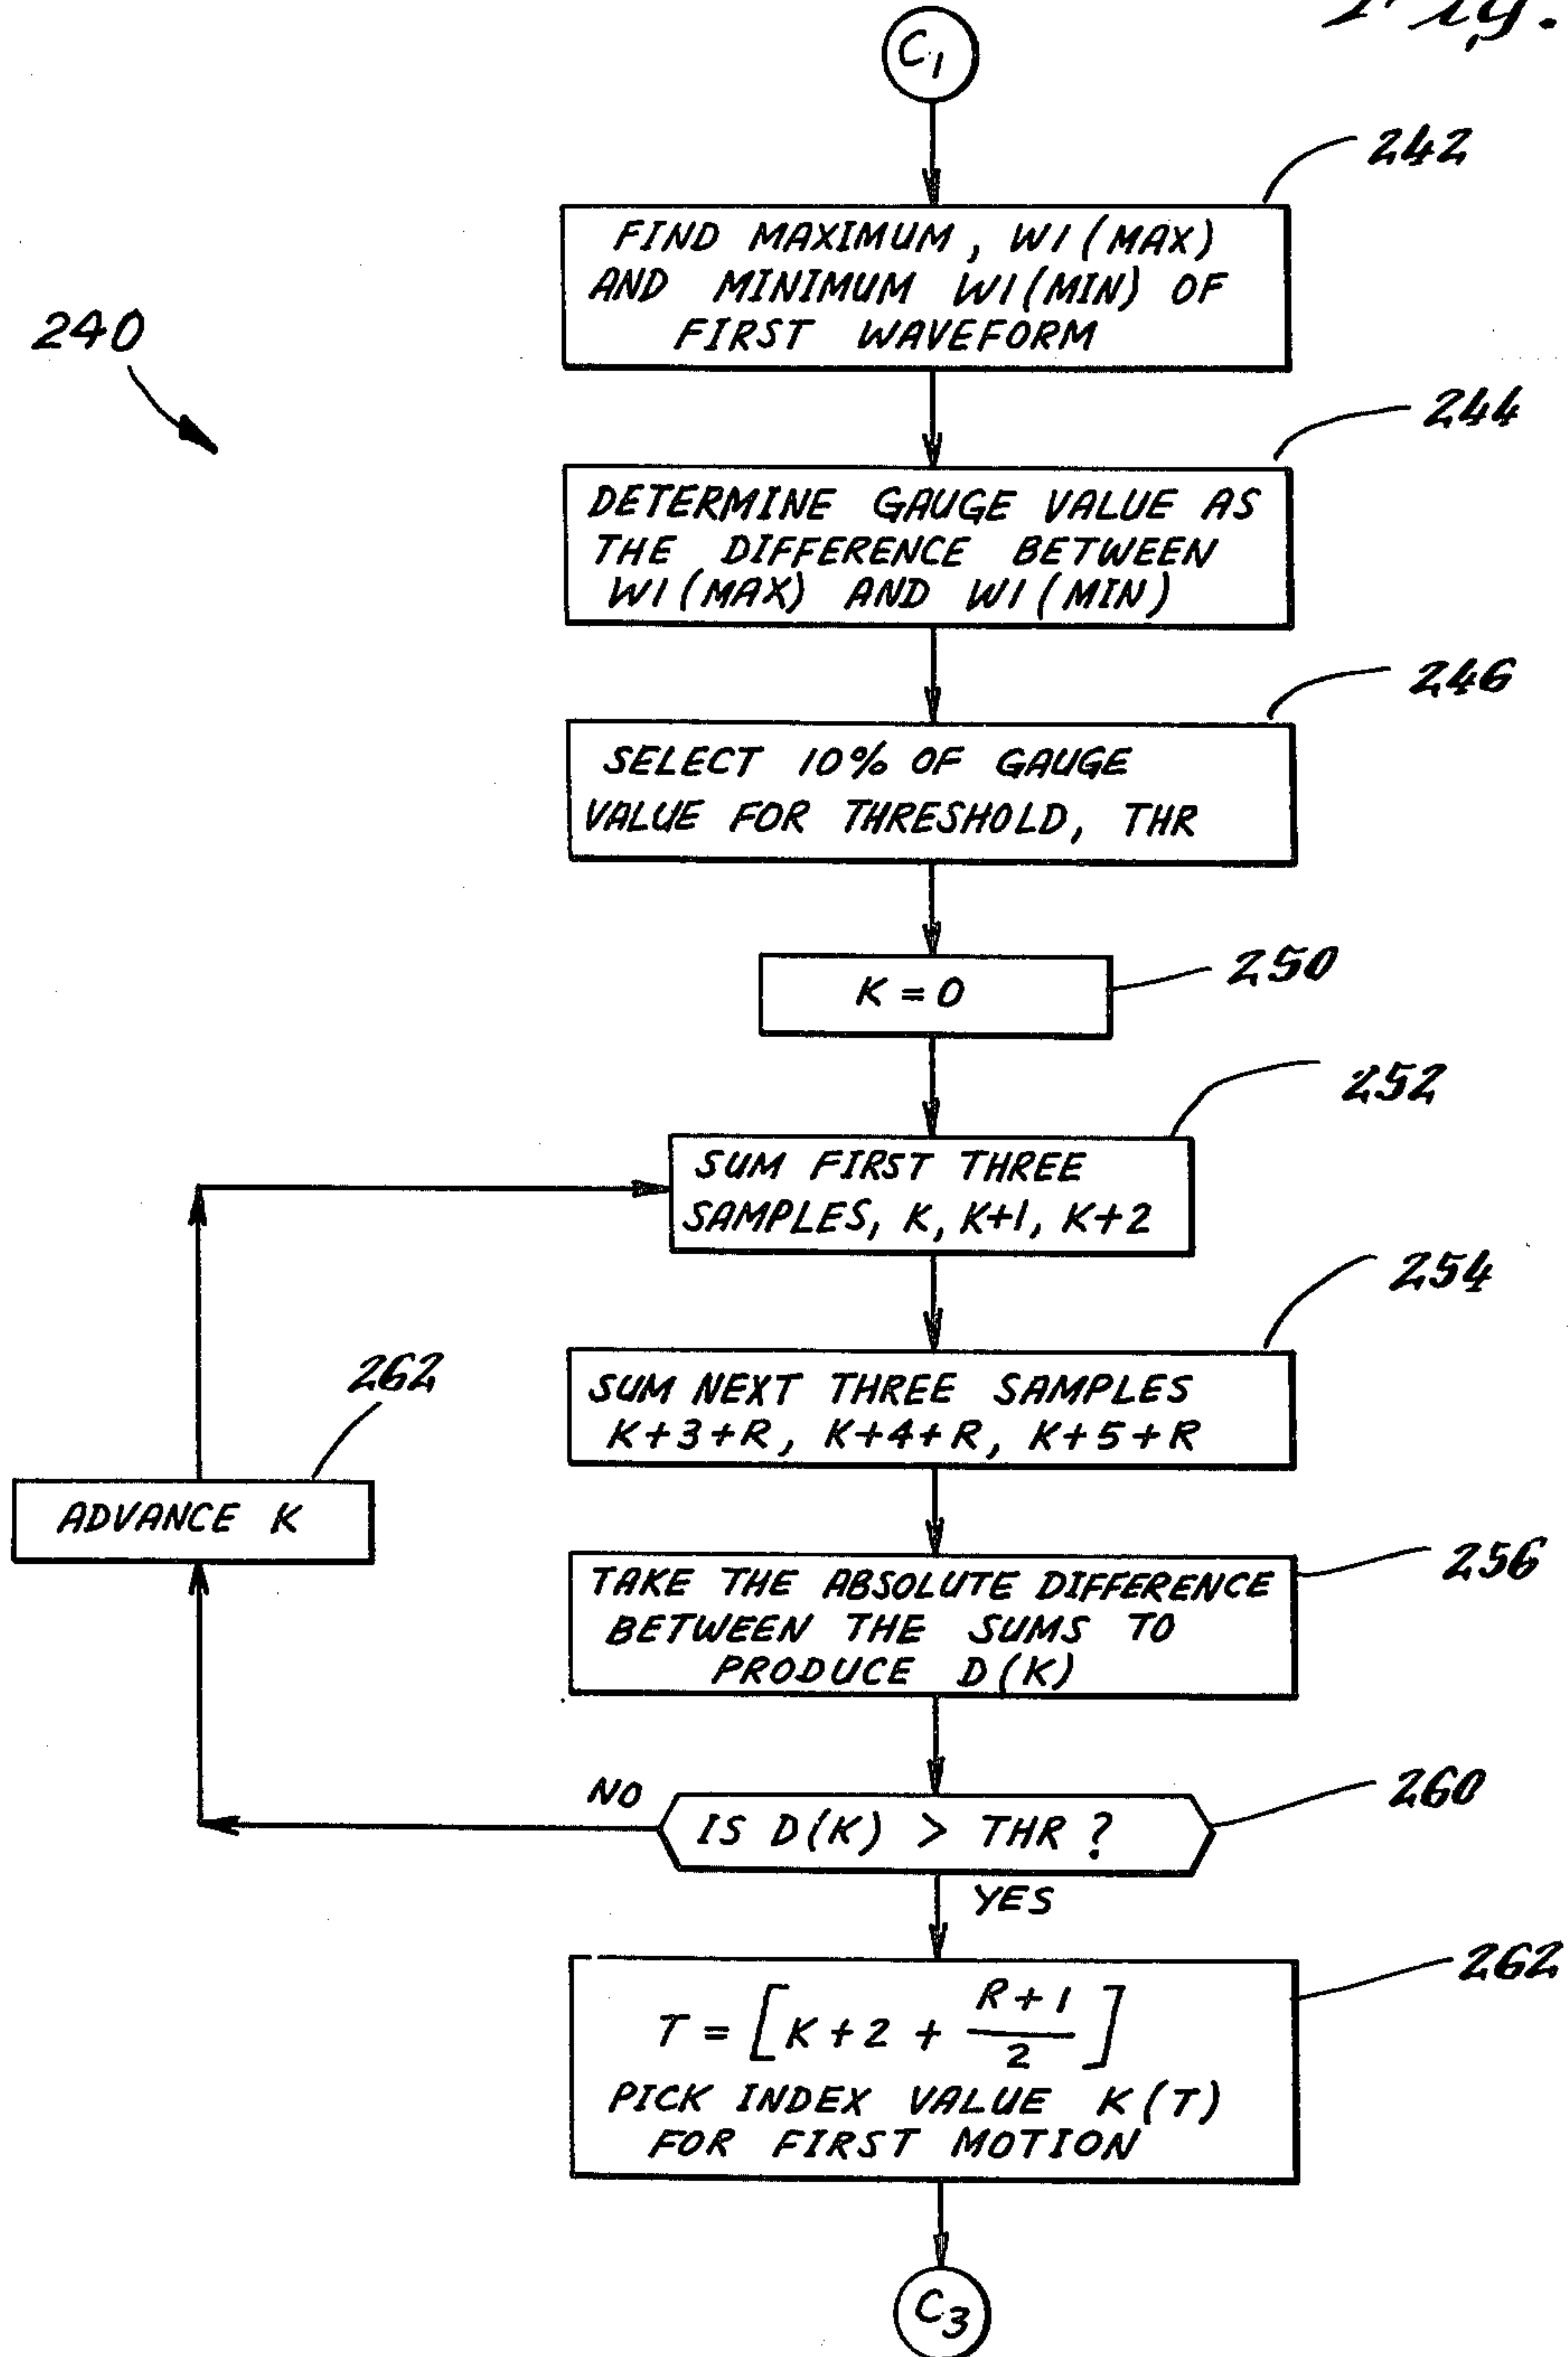 Fig.
C1
242
FIND MAXIMUM, W1(MAX)
AND MINIMUM W1(MIN) OF
FIRST WAVEFORM
240
244
DETERMINE GAUGE VALUE AS
THE DIFFERENCE BETWEEN
W1(MAX) AND W1(MIN)
246
SELECT 10% OF GAUGE
VALUE FOR THRESHOLD, THR
250
K = 0
252
SUM FIRST THREE
SAMPLES, K, K+1, K+2
254
SUM NEXT THREE SAMPLES
K+3+R, K+4+R, K+5+R
262
ADVANCE K
256
TAKE THE ABSOLUTE DIFFERENCE
BETWEEN THE SUMS TO
PRODUCE D(K)
260
NO
IS D(K) > THR ?
YES
262
T = [K+2 + (R+1)/2]
PICK INDEX VALUE K(T)
FOR FIRST MOTION
C3